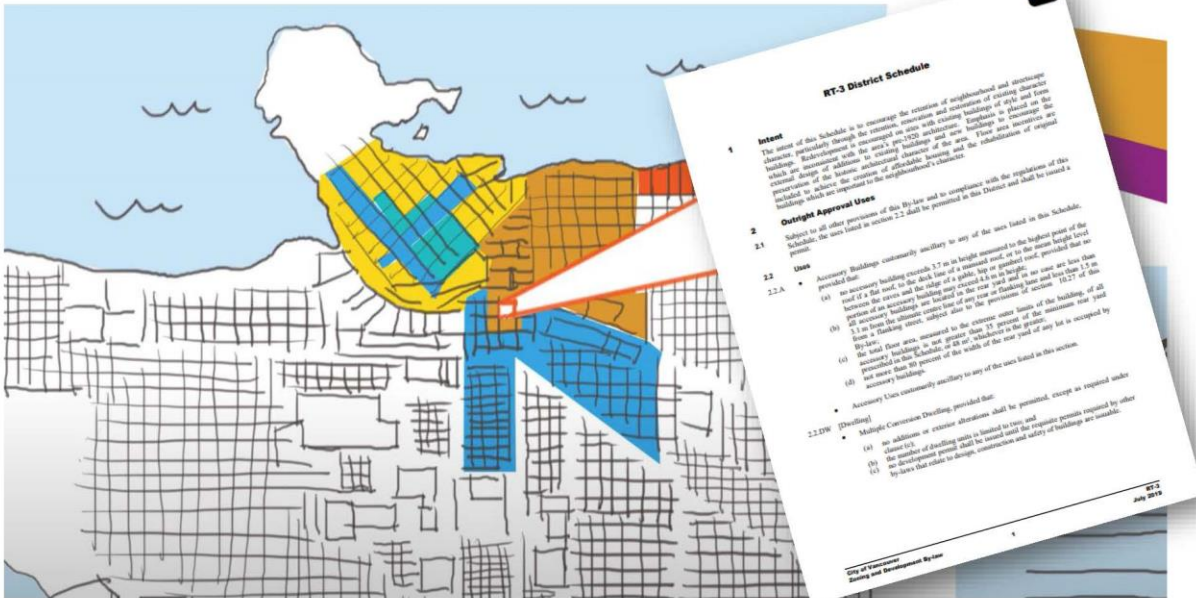 RT-3 District Schedule
1 Intent
The intent of this Schedule is to encourage the retention of neighbourhood and streetscape
character, particularly through the retention, renovation and restoration of existing character
buildings. Redevelopment is encouraged on sites with existing buildings of style and form
which are inconsistent with the area's pre-1920 architecture. Emphasis is placed on the
external design of additions to existing buildings and new buildings to encourage the
preservation of the historic architectural character of the area. Floor area incentives are
included to achieve the creation of affordable housing and the rehabilitation of original
buildings which are important to the neighbourhood's character.
2 Outright Approval Uses
2.1 Subject to all other provisions of this By-law and to compliance with the regulations of this
Schedule, the uses listed in section 2.2 shall be permitted in this District and shall be issued a
permit.
2.2 Uses
2.2.A • Accessory Buildings customarily ancillary to any of the uses listed in this Schedule,
provided that:
(a) no accessory building exceeds 3.7 m in height measured to the highest point of the
roof if a flat roof, to the deck line of a mansard roof, or to the mean height level
between the eaves and the ridge of a gable, hip or gambrel roof, provided that no
portion of an accessory building may exceed 4.6 m in height;
(b) all accessory buildings are located in the rear yard and in no case are less than
3.1 m from the ultimate centre line of any rear or flanking lane and less than 1.5 m
from a flanking street, subject also to the provisions of section 10.27 of this
By-law;
(c) the total floor area, measured to the extreme outer limits of the building, of all
accessory buildings is not greater than 35 percent of the minimum rear yard
prescribed in this Schedule, or 48 m², whichever is the greater;
(d) not more than 80 percent of the width of the rear yard of any lot is occupied by
accessory buildings.
• Accessory Uses customarily ancillary to any of the uses listed in this section.
2.2.DW [Dwelling]
• Multiple Conversion Dwelling, provided that:
(a) no additions or exterior alterations shall be permitted, except as required under
clause (c);
(b) the number of dwelling units is limited to two; and
(c) no development permit shall be issued until the requisite permits required by other
by-laws that relate to design, construction and safety of buildings are issuable.
City of Vancouver
Zoning and Development By-law
1
RT-3
July 2019